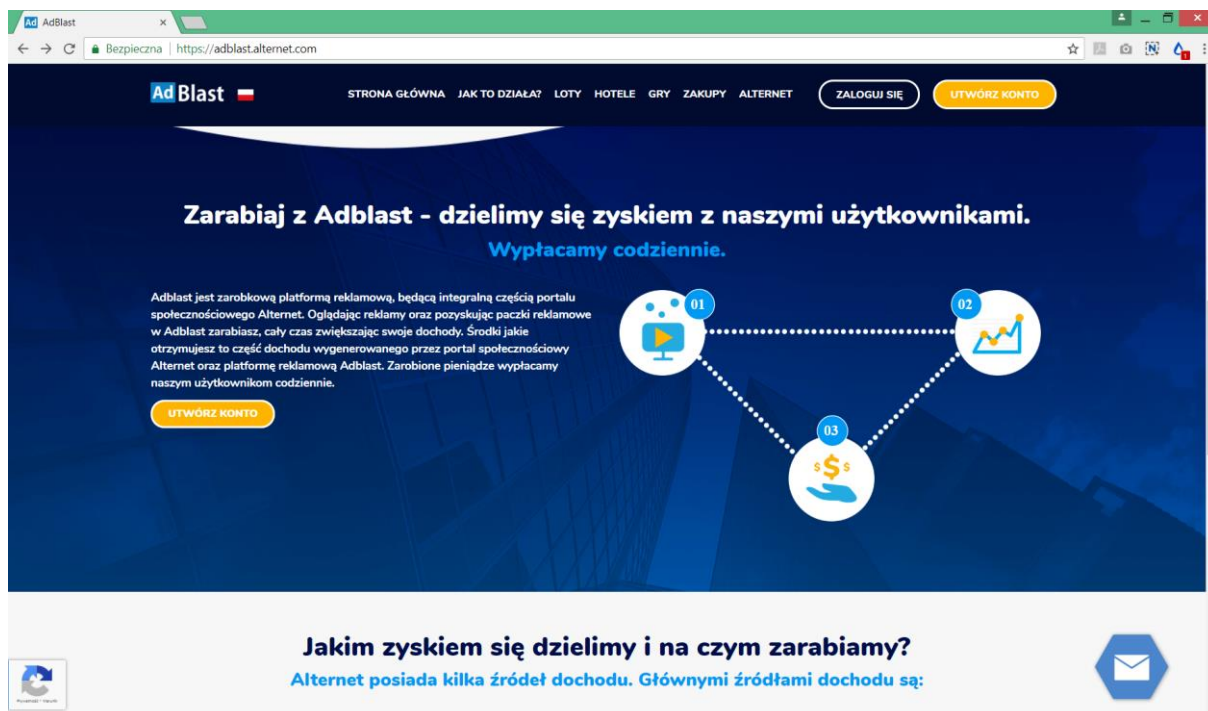 Ad AdBlast
Bezpieczna | https://adblast.alternet.com
Ad Blast STRONA GŁÓWNA JAK TO DZIAŁA? LOTY HOTELE GRY ZAKUPY ALTERNET ZALOGUJ SIĘ UTWÓRZ KONTO
Zarabiaj z Adblast - dzielimy się zyskiem z naszymi użytkownikami.
Wypłacamy codziennie.
Adblast jest zarobkową platformą reklamową, będącą integralną częścią portalu
społecznościowego Alternet. Oglądając reklamy oraz pozyskując paczki reklamowe
w Adblast zarabiasz, cały czas zwiększając swoje dochody. Środki jakie
otrzymujesz to część dochodu wygenerowanego przez portal społecznościowy
Alternet oraz platformę reklamową Adblast. Zarobione pieniądze wypłacamy
naszym użytkownikom codziennie.
UTWÓRZ KONTO
01
02
03
$ $ $
Jakim zyskiem się dzielimy i na czym zarabiamy?
Alternet posiada kilka źródeł dochodu. Głównymi źródłami dochodu są: